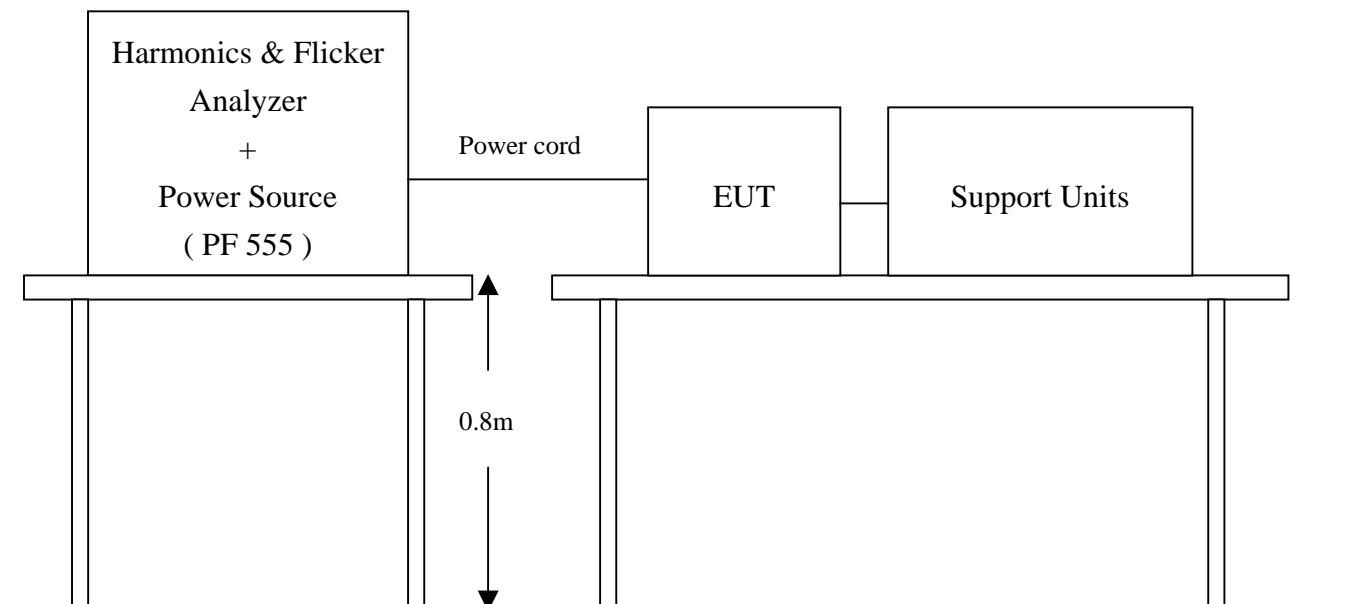 Harmonics & Flicker
Analyzer
+
Power Source
( PF 555 )
Power cord
EUT
Support Units
0.8m